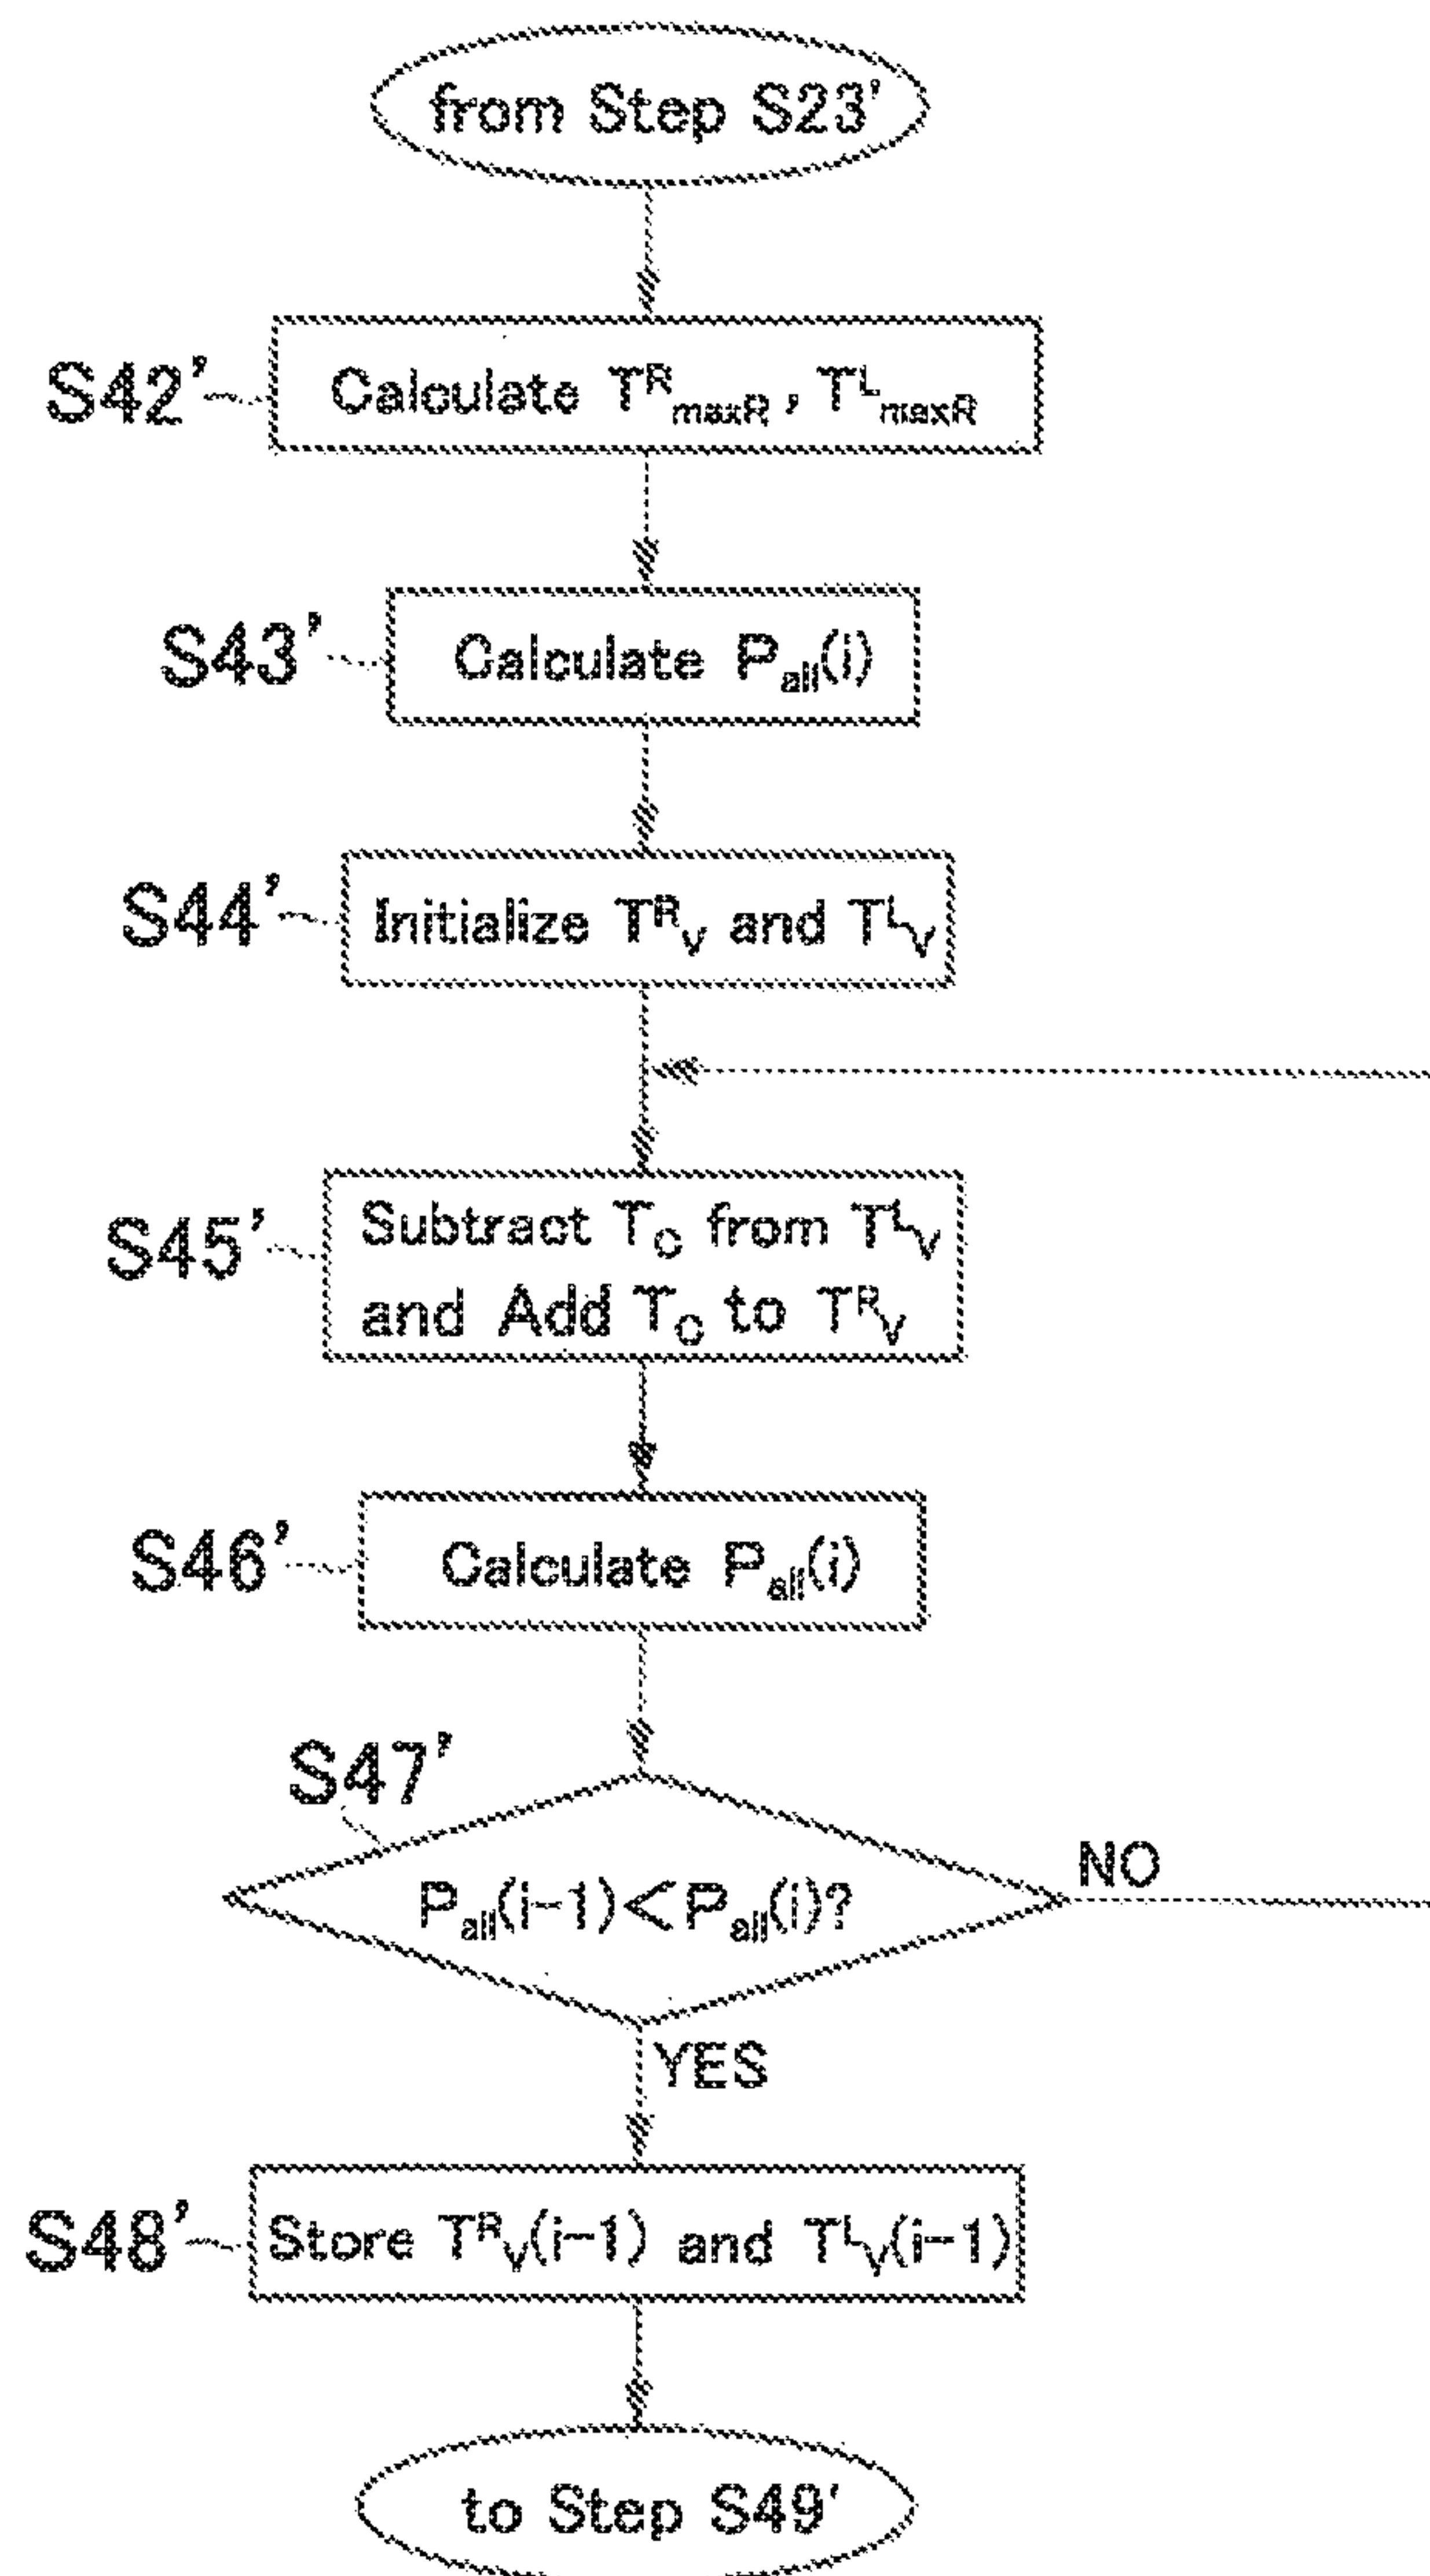 from Step S23'
S42'
Calculate T^R_maxR, T^L_maxR
S43'
Calculate P_all(i)
S44'
Initialize T^R_V and T^L_V
S45'
Subtract T_C from T^L_V
and Add T_C to T^R_V
S46'
Calculate P_all(i)
S47'
P_all(i-1)<P_all(i)?
NO
YES
S48'
Store T^R_V(i-1) and T^L_V(i-1)
to Step S49'